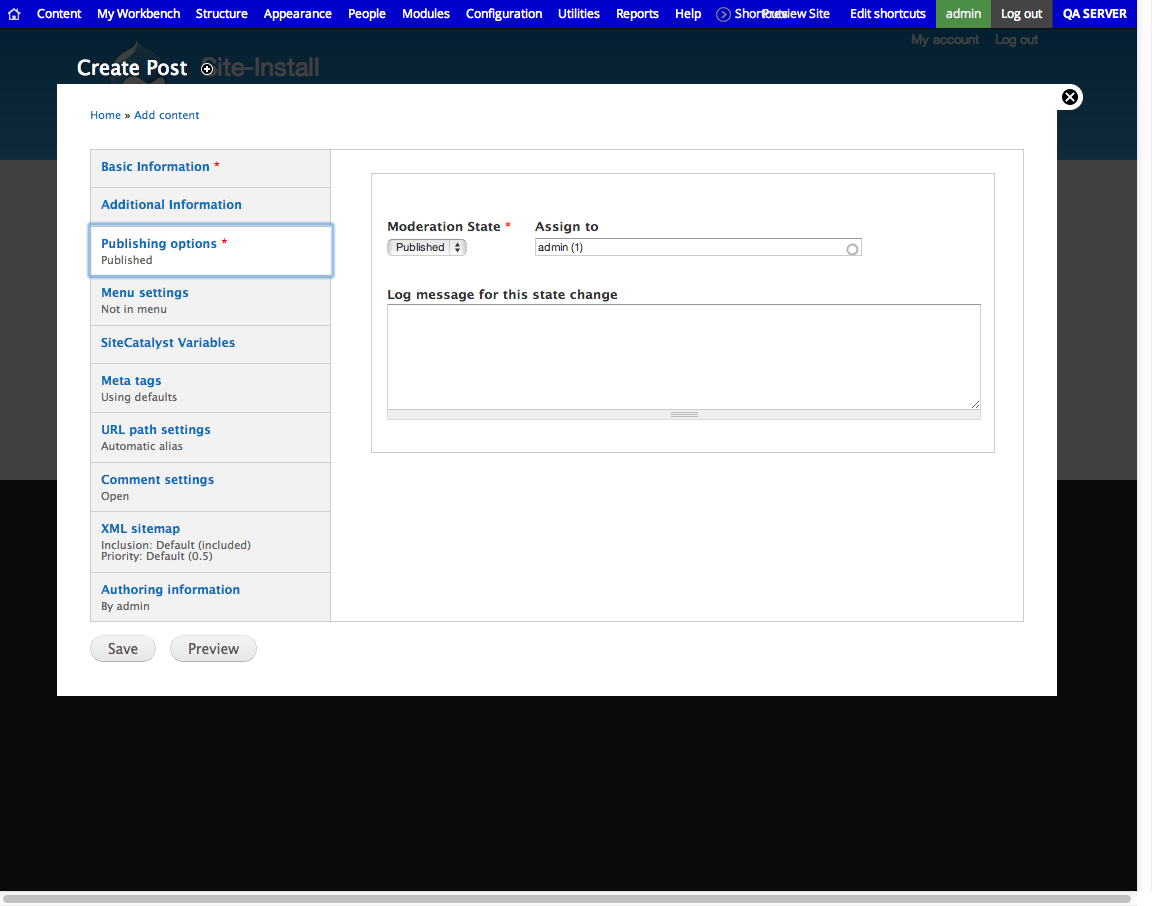 Content My Workbench Structure Appearance People Modules Configuration Utilities Reports Help Shortcuts Preview Site Edit shortcuts admin Log out QA SERVER
My account Log out
Create Post Site-Install
Home » Add content
Basic Information *
Additional Information
Publishing options *
Published
Menu settings
Not in menu
SiteCatalyst Variables
Meta tags
Using defaults
URL path settings
Automatic alias
Comment settings
Open
XML sitemap
Inclusion: Default (included)
Priority: Default (0.5)
Authoring information
By admin
Moderation State * Assign to
Published admin (1)
Log message for this state change
Save Preview